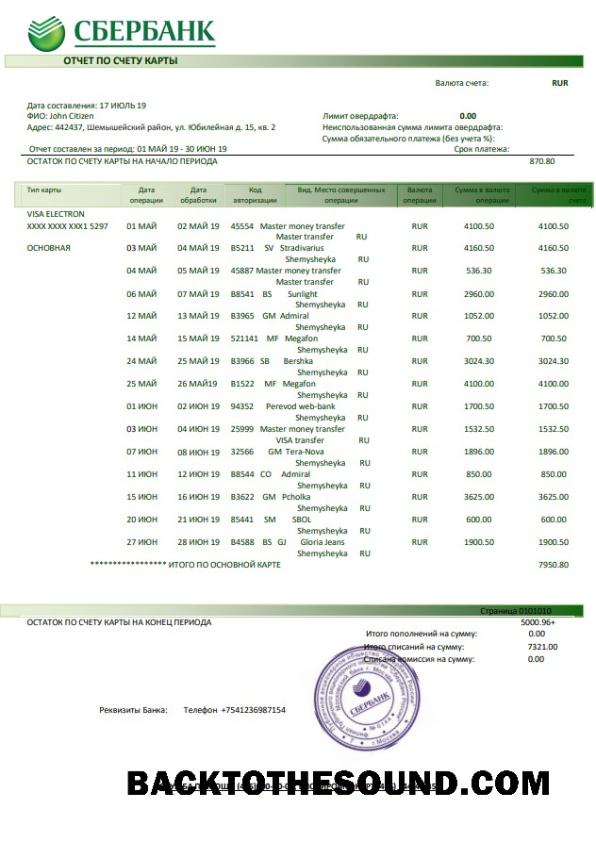 СБЕРБАНК
ОТЧЕТ ПО СЧЕТУ КАРТЫ
Валюта счета: RUR
Дата составления: 17 ИЮЛЬ 19
ФИО: John Citizen
Адрес: 442437, Шемышейский район, ул. Юбилейная д. 15, кв. 2
Лимит овердрафта: 0.00
Неиспользованная сумма лимита овердрафта:
Сумма обязательного платежа (без учета %):
Отчет составлен за период: 01 МАЙ 19 - 30 ИЮН 19 Срок платежа:
ОСТАТОК ПО СЧЕТУ КАРТЫ НА НАЧАЛО ПЕРИОДА 870.80
Тип карты Дата Дата Код Вид. Место совершенных Валюта Сумма в валюте Сумма в валюте
операции обработки авторизации операции операции операции счета
VISA ELECTRON
XXXX XXXX XXX1 5297 01 МАЙ 02 МАЙ 19 45554 Master money transfer RUR 4100.50 4100.50
Master transfer RU
ОСНОВНАЯ 03 МАЙ 04 МАЙ 19 B5211 SV Stradivarius RUR 4160.50 4160.50
Shemysheyka RU
04 МАЙ 05 МАЙ 19 45887 Master money transfer RUR 536.30 536.30
Master transfer RU
06 МАЙ 07 МАЙ 19 B8541 BS Sunlight RUR 2960.00 2960.00
Shemysheyka RU
12 МАЙ 13 МАЙ 19 B3965 GM Admiral RUR 1052.00 1052.00
Shemysheyka RU
14 МАЙ 15 МАЙ 19 521141 MF Megafon RUR 700.50 700.50
Shemysheyka RU
24 МАЙ 25 МАЙ 19 B3966 SB Bershka RUR 3024.30 3024.30
Shemysheyka RU
25 МАЙ 26 МАЙ19 B1522 MF Megafon RUR 4100.00 4100.00
Shemysheyka RU
01 ИЮН 02 ИЮН 19 94352 Perevod web-bank RUR 1700.50 1700.50
Shemysheyka RU
03 ИЮН 04 ИЮН 19 25999 Master money transfer RUR 1532.50 1532.50
VISA transfer RU
07 ИЮН 08 ИЮН 19 32566 GM Tera-Nova RUR 1896.00 1896.00
Shemysheyka RU
11 ИЮН 12 ИЮН 19 B8544 CO Admiral RUR 850.00 850.00
Shemysheyka RU
15 ИЮН 16 ИЮН 19 B3622 GM Pcholka RUR 3625.00 3625.00
Shemysheyka RU
20 ИЮН 21 ИЮН 19 85441 SM SBOL RUR 600.00 600.00
Shemysheyka RU
27 ИЮН 28 ИЮН 19 B4588 BS GJ Gloria Jeans RUR 1900.50 1900.50
Shemysheyka RU
***************** ИТОГО ПО ОСНОВНОЙ КАРТЕ 7950.80
Страница 0101010
ОСТАТОК ПО СЧЕТУ КАРТЫ НА КОНЕЦ ПЕРИОДА 5000.96+
Итого пополнений на сумму: 0.00
Итого списаний на сумму: 7321.00
Списана комиссия на сумму: 0.00
СБЕРБАНК
г.Москва
Реквизиты Банка: Телефон +7541236987154
BACKTOTHESOUND.COM